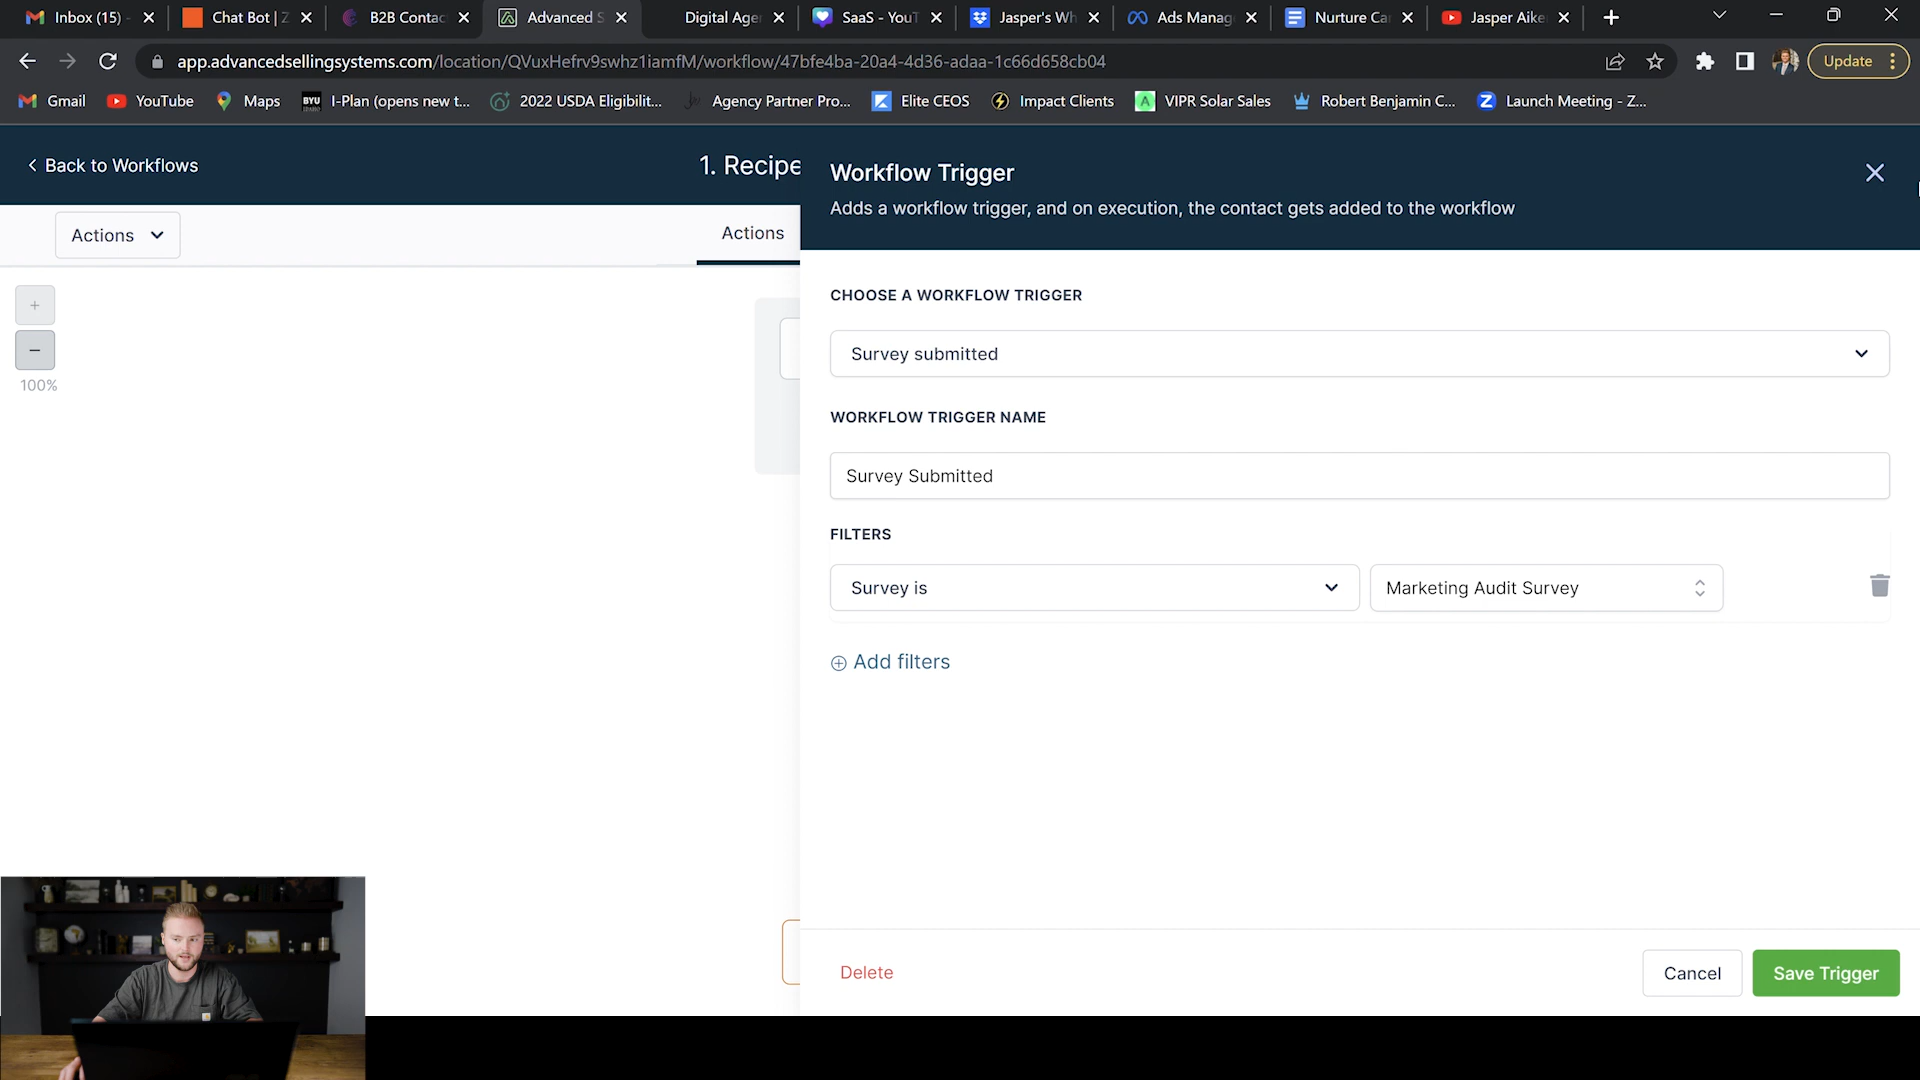 Inbox (15) -
Chat Bot | Z
B2B Contac
Advanced S
Digital Agen
SaaS - YouT
Jasper's Wh
Ads Manag
Nurture Ca
Jasper Aike
app.advancedsellingsystems.com/location/QVuxHefrv9swhz1iamfM/workflow/47bfe4ba-20a4-4d36-adaa-1c66d658cb04
Update
Gmail
YouTube
Maps
BYU
I-Plan (opens new t...
2022 USDA Eligibilit...
Agency Partner Pro...
Elite CEOS
Impact Clients
VIPR Solar Sales
Robert Benjamin C...
Launch Meeting - Z...
Back to Workflows
1. Recipe
Workflow Trigger
Adds a workflow trigger, and on execution, the contact gets added to the workflow
Actions
Actions
100%
CHOOSE A WORKFLOW TRIGGER
Survey submitted
WORKFLOW TRIGGER NAME
Survey Submitted
FILTERS
Survey is
Marketing Audit Survey
Add filters
Delete
Cancel
Save Trigger